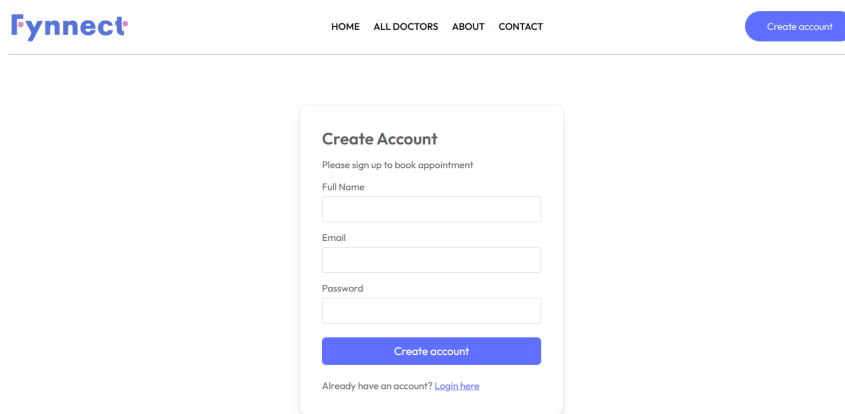 Fynnect
HOME ALL DOCTORS ABOUT CONTACT
Create account
Create Account
Please sign up to book appointment
Full Name
Email
Password
Create account
Already have an account? Login here